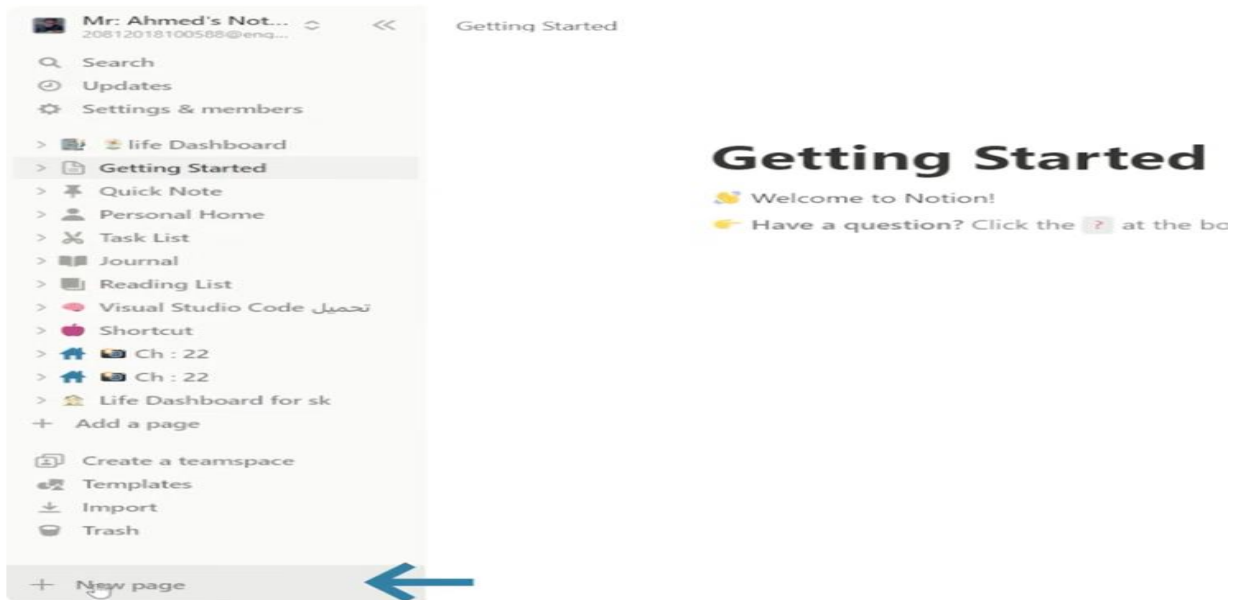 Mr: Ahmed's Not...
20812018100588@eng...
Search
Updates
Settings & members
life Dashboard
Getting Started
Quick Note
Personal Home
Task List
Journal
Reading List
Visual Studio Code تحميل
Shortcut
Ch : 22
Ch : 22
Life Dashboard for sk
Add a page
Create a teamspace
Templates
Import
Trash
New page
Getting Started
Getting Started
Welcome to Notion!
Have a question? Click the ? at the bo